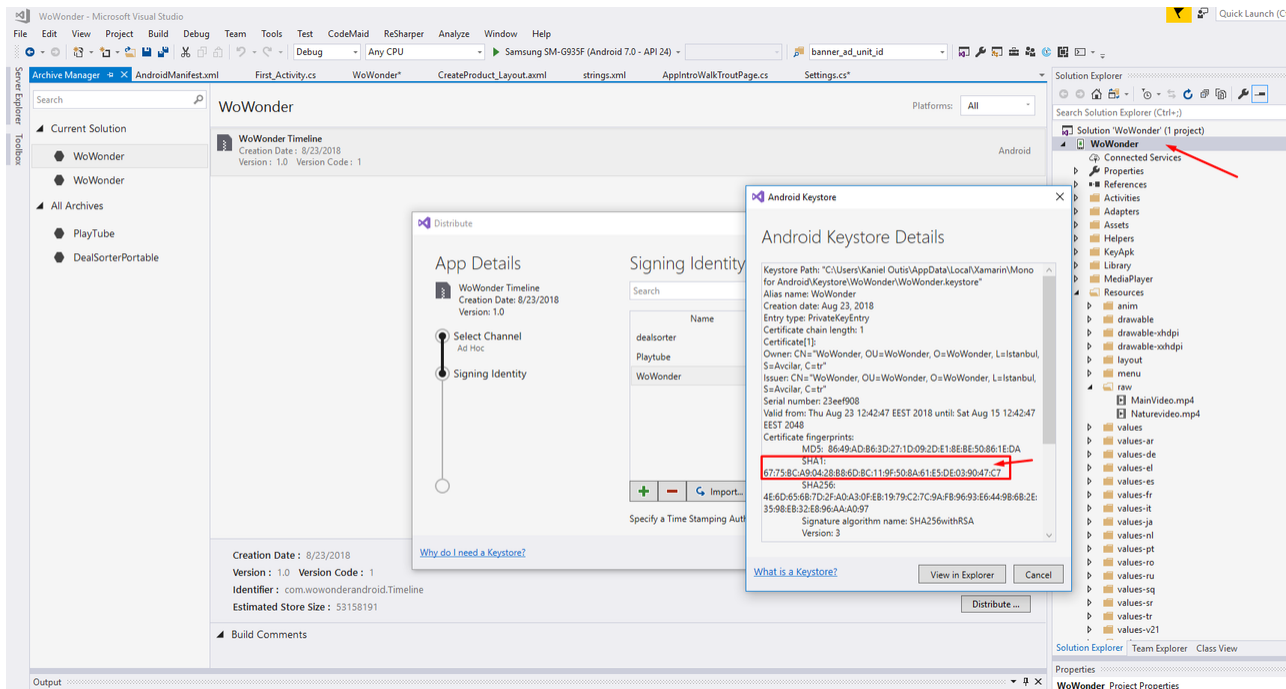 WoWonder - Microsoft Visual Studio
Quick Launch (C
File Edit View Project Build Debug Team Tools Test CodeMaid ReSharper Analyze Window Help
Debug Any CPU Samsung SM-G935F (Android 7.0 - API 24) banner_ad_unit_id
Server Explorer
Toolbox
Archive Manager AndroidManifest.xml First_Activity.cs WoWonder* CreateProduct_Layout.axml strings.xml AppIntroWalkTroutPage.cs Settings.cs*
Search
Current Solution
WoWonder
WoWonder
All Archives
PlayTube
DealSorterPortable
WoWonder
Platforms: All
WoWonder Timeline
Creation Date : 8/23/2018
Version : 1.0 Version Code : 1
Android
Distribute
App Details
WoWonder Timeline
Creation Date: 8/23/2018
Version: 1.0
Select Channel
Ad Hoc
Signing Identity
Signing Identity
Search
Name
dealsorter
Playtube
WoWonder
Import...
Specify a Time Stamping Aut
Why do I need a Keystore?
Android Keystore
Android Keystore Details
Keystore Path: "C:\Users\Kaniel Outis\AppData\Local\Xamarin\Mono
for Android\Keystore\WoWonder\WoWonder.keystore"
Alias name: WoWonder
Creation date: Aug 23, 2018
Entry type: PrivateKeyEntry
Certificate chain length: 1
Certificate[1]:
Owner: CN="WoWonder, OU=WoWonder, O=WoWonder, L=Istanbul,
S=Avcilar, C=tr"
Issuer: CN="WoWonder, OU=WoWonder, O=WoWonder, L=Istanbul,
S=Avcilar, C=tr"
Serial number: 23eef908
Valid from: Thu Aug 23 12:42:47 EEST 2018 until: Sat Aug 15 12:42:47
EEST 2048
Certificate fingerprints:
MD5: 86:49:AD:B6:3D:27:1D:09:2D:E1:8E:BE:50:86:1E:DA
SHA1:
67:75:BC:A9:04:28:B8:6D:BC:11:9F:50:8A:61:E5:DE:03:90:47:C7
SHA256:
4E:6D:65:6B:7D:2F:A0:A3:0F:EB:19:79:C2:7C:9A:FB:96:93:E6:44:9B:6B:2E:
35:98:EB:32:E8:96:AA:A0:97
Signature algorithm name: SHA256withRSA
Version: 3
What is a Keystore?
View in Explorer
Cancel
Creation Date : 8/23/2018
Version : 1.0 Version Code : 1
Identifier : com.wowonderandroid.Timeline
Estimated Store Size : 53158191
Distribute ...
Build Comments
Output
Solution Explorer
Search Solution Explorer (Ctrl+;)
Solution 'WoWonder' (1 project)
WoWonder
Connected Services
Properties
References
Activities
Adapters
Assets
Helpers
KeyApk
Library
MediaPlayer
Resources
anim
drawable
drawable-xhdpi
drawable-xxhdpi
layout
menu
raw
MainVideo.mp4
Naturevideo.mp4
values
values-ar
values-de
values-el
values-es
values-fr
values-it
values-ja
values-nl
values-pt
values-ro
values-ru
values-sq
values-sr
values-tr
values-v21
Solution Explorer Team Explorer Class View
Properties
WoWonder Project Properties